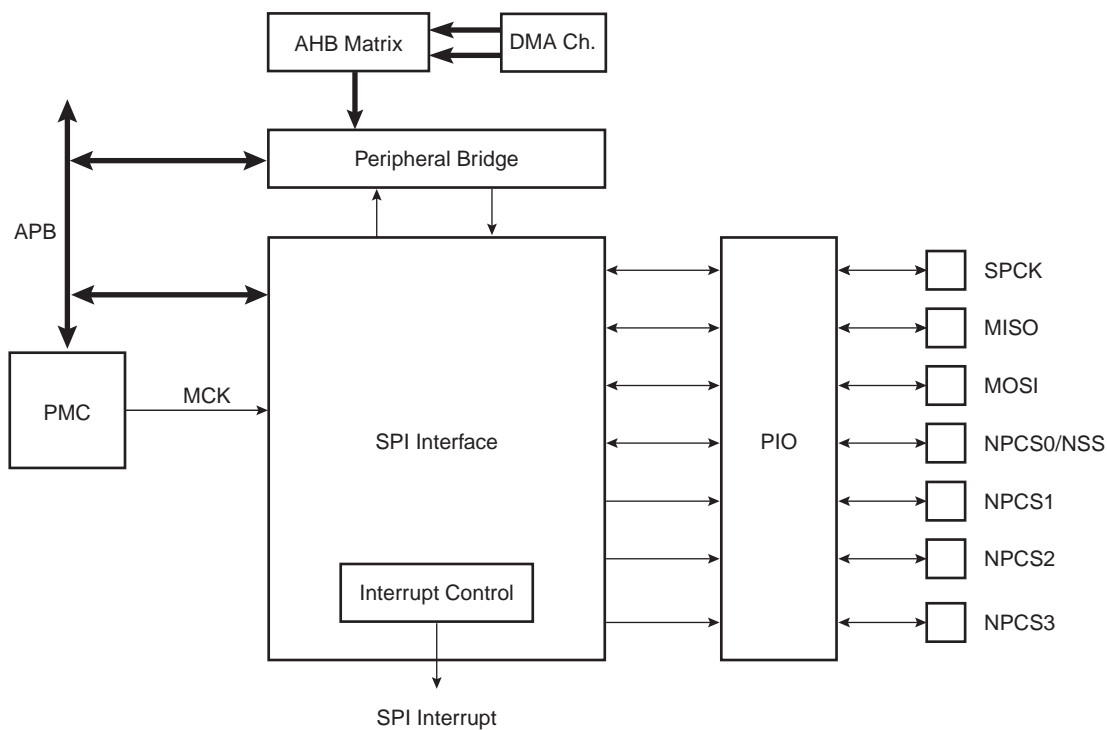 AHB Matrix
DMA Ch.
Peripheral Bridge
APB
PMC
MCK
SPI Interface
PIO
SPCK
MISO
MOSI
NPCS0/NSS
NPCS1
NPCS2
NPCS3
Interrupt Control
SPI Interrupt